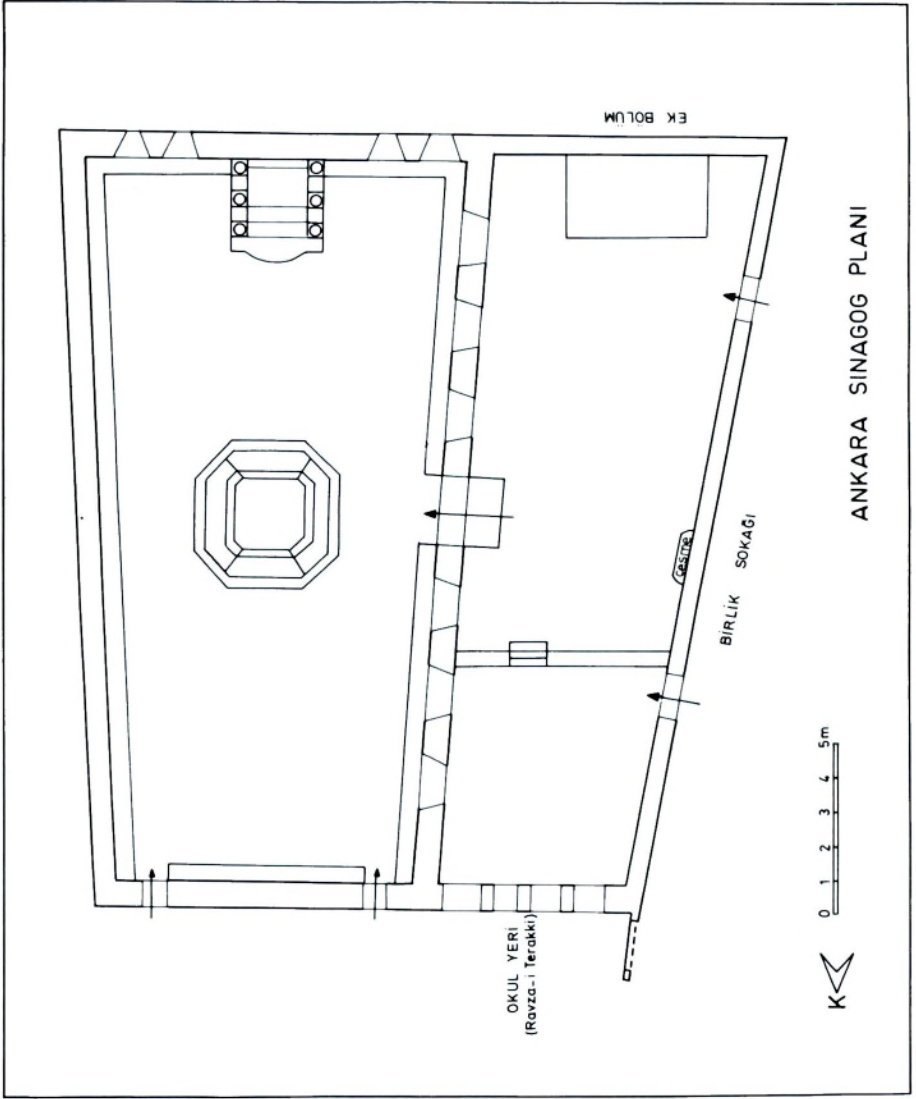 EK BÖLÜM
ANKARA SİNAGOG PLANI
BİRLİK SOKAĞI
çeşme
OKUL YERİ
(Ravza-i Terakki)
0 1 2 3 4 5m
K